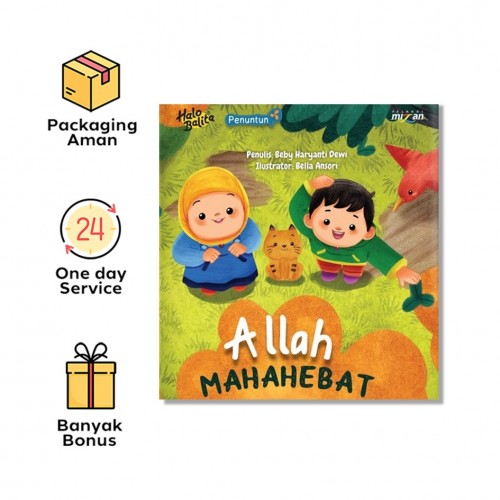 Packaging
Aman
24
One day
Service
Banyak
Bonus
Halo
Balita
Penuntun
PELANGI
mizan
Penulis: Beby Haryanti Dewi
Ilustrator: Bella Ansori
Allah
MAHAHEBAT